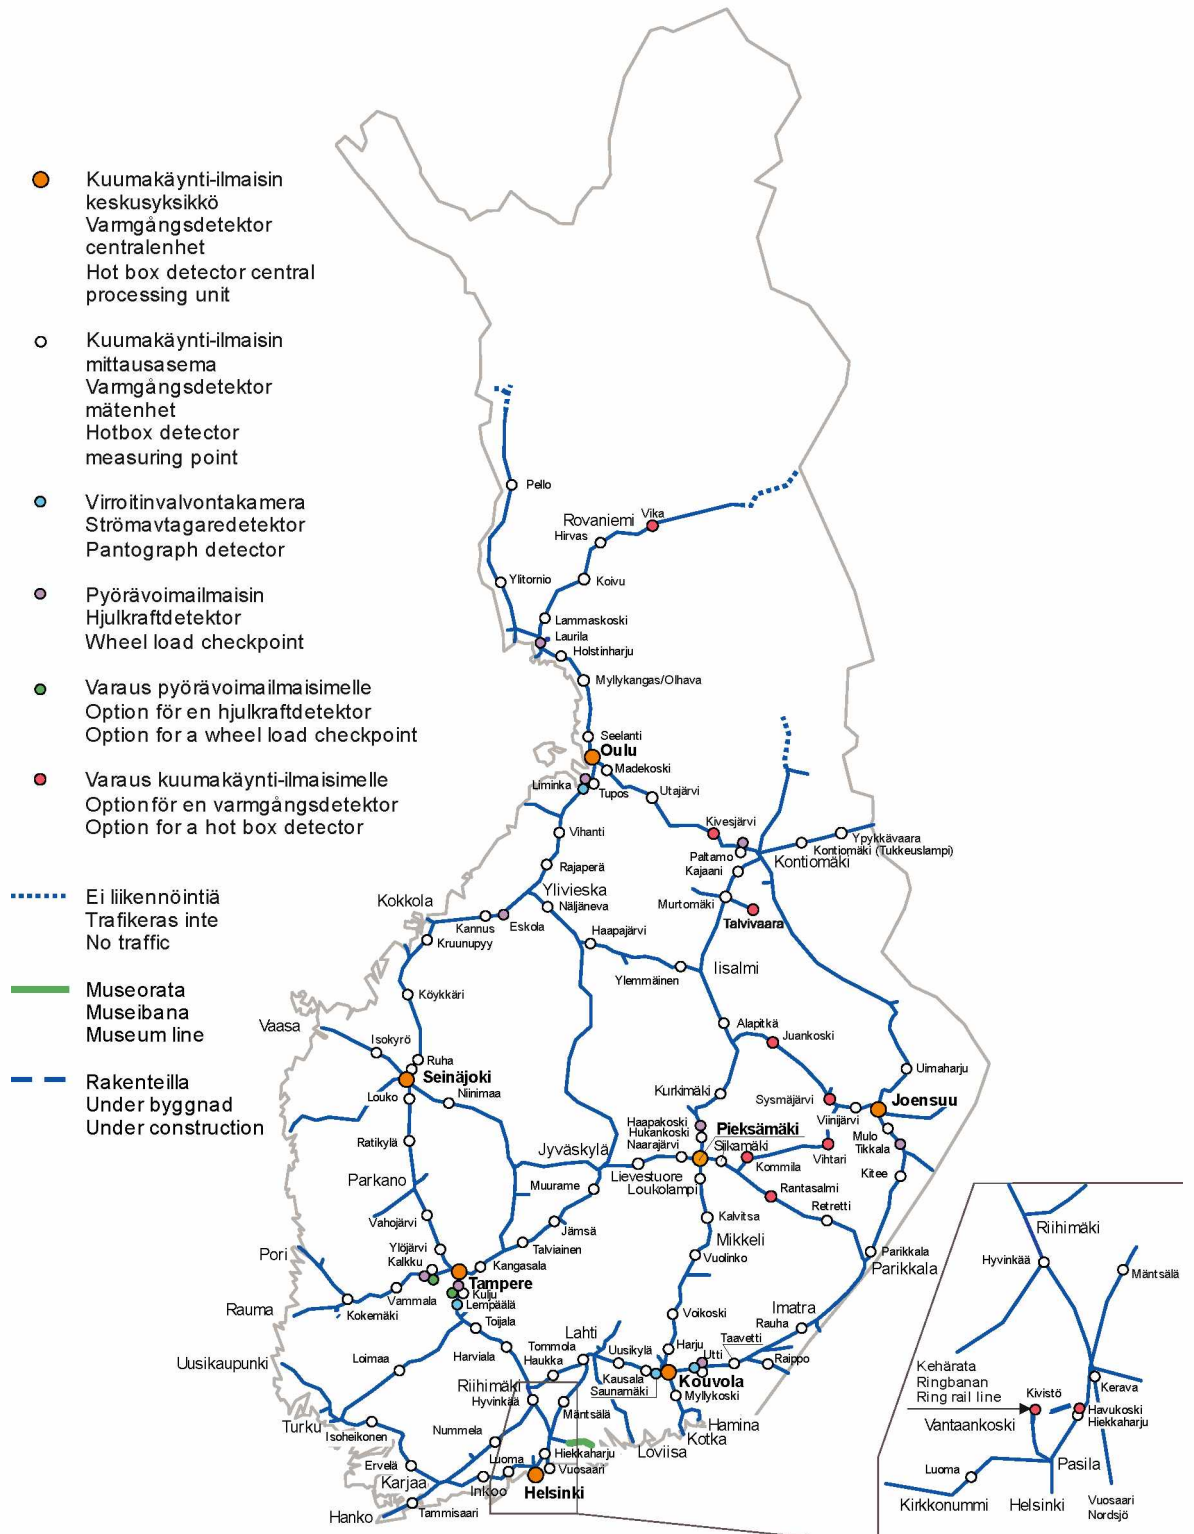 Kuumakäynti-ilmaisin
keskusyksikkö
Varmgångsdetektor
centralenhet
Hot box detector central
processing unit
Kuumakäynti-ilmaisin
mittausasema
Varmgångsdetektor
mätenhet
Hotbox detector
measuring point
Virroitinvalvontakamera
Strömavtagaredetektor
Pantograph detector
Pyörävoimailmaisin
Hjulkraftdetektor
Wheel load checkpoint
Varaus pyörävoimailmaisimelle
Option för en hjulkraftdetektor
Option for a wheel load checkpoint
Varaus kuumakäynti-ilmaisimelle
Option för en varmgångsdetektor
Option for a hot box detector
Ei liikennöintiä
Trafikeras inte
No traffic
Museorata
Museibana
Museum line
Rakenteilla
Under byggnad
Under construction
Pello
Vika
Rovaniemi
Hirvas
Koivu
Ylitornio
Lammaskoski
Laurila
Holstinharju
Myllykangas/Olhava
Seelanti
Oulu
Madekoski
Liminka
Tupos
Utajärvi
Kivesjärvi
Vihanti
Ypykkävaara
Kontiomäki (Tukkeuslampi)
Paltamo
Kontiomäki
Kajaani
Rajaperä
Ylivieska
Murtomäki
Näljäneva
Talvivaara
Kokkola
Kannus
Eskola
Kruunupyy
Haapajärvi
Iisalmi
Ylemmäinen
Köykkäri
Vaasa
Alapitkä
Juankoski
Isokyrö
Ruha
Seinäjoki
Uimaharju
Kurkimäki
Louko
Niinimaa
Sysmäjärvi
Joensuu
Viinijärvi
Haapakoski
Hukankoski
Pieksämäki
Mulo
Ratikylä
Naarajärvi
Siikamäki
Tikkala
Jyväskylä
Vihtari
Kommila
Kitee
Parkano
Lievestuore
Loukolampi
Muurame
Rantasalmi
Retretti
Vahojärvi
Kalvitsa
Jämsä
Mikkeli
Ylöjärvi
Talviainen
Vuolinko
Parikkala
Parikkala
Pori
Kalkku
Kangasala
Tampere
Kulju
Vammala
Lempäälä
Rauma
Kokemäki
Toijala
Voikoski
Imatra
Rauha
Harviala
Lahti
Tommola
Uusikylä
Harju
Taavetti
Utti
Raippo
Uusikaupunki
Loimaa
Haukka
Kausala
Saunamäki
Kouvola
Myllykoski
Riihimäki
Hyvinkää
Mäntsälä
Turku
Isoheikonen
Nummela
Hamina
Kotka
Loviisa
Hiekkaharju
Luoma
Vuosaari
Ervelä
Karjaa
Inkoo
Helsinki
Hanko
Tammisaari
Riihimäki
Hyvinkää
Mäntsälä
Kehärata
Ringbanan
Ring rail line
Kivistö
Kerava
Havukoski
Hiekkaharju
Vantaankoski
Luoma
Pasila
Kirkkonummi
Helsinki
Vuosaari
Nordsjö